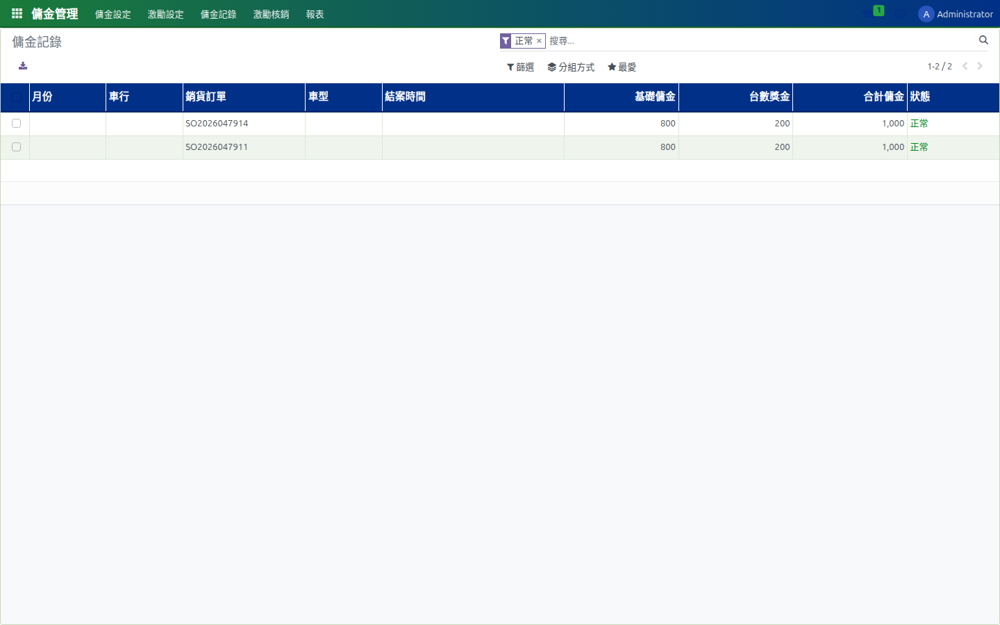 傭金管理 傭金設定 激勵設定 傭金記錄 激勵核銷 報表 1 A Administrator
傭金記錄 正常 × 搜尋...
篩選 分組方式 最愛 1-2 / 2
月份 車行 銷貨訂單 車型 結案時間 基礎傭金 台數獎金 合計傭金 狀態
SO2026047914 800 200 1,000 正常
SO2026047911 800 200 1,000 正常